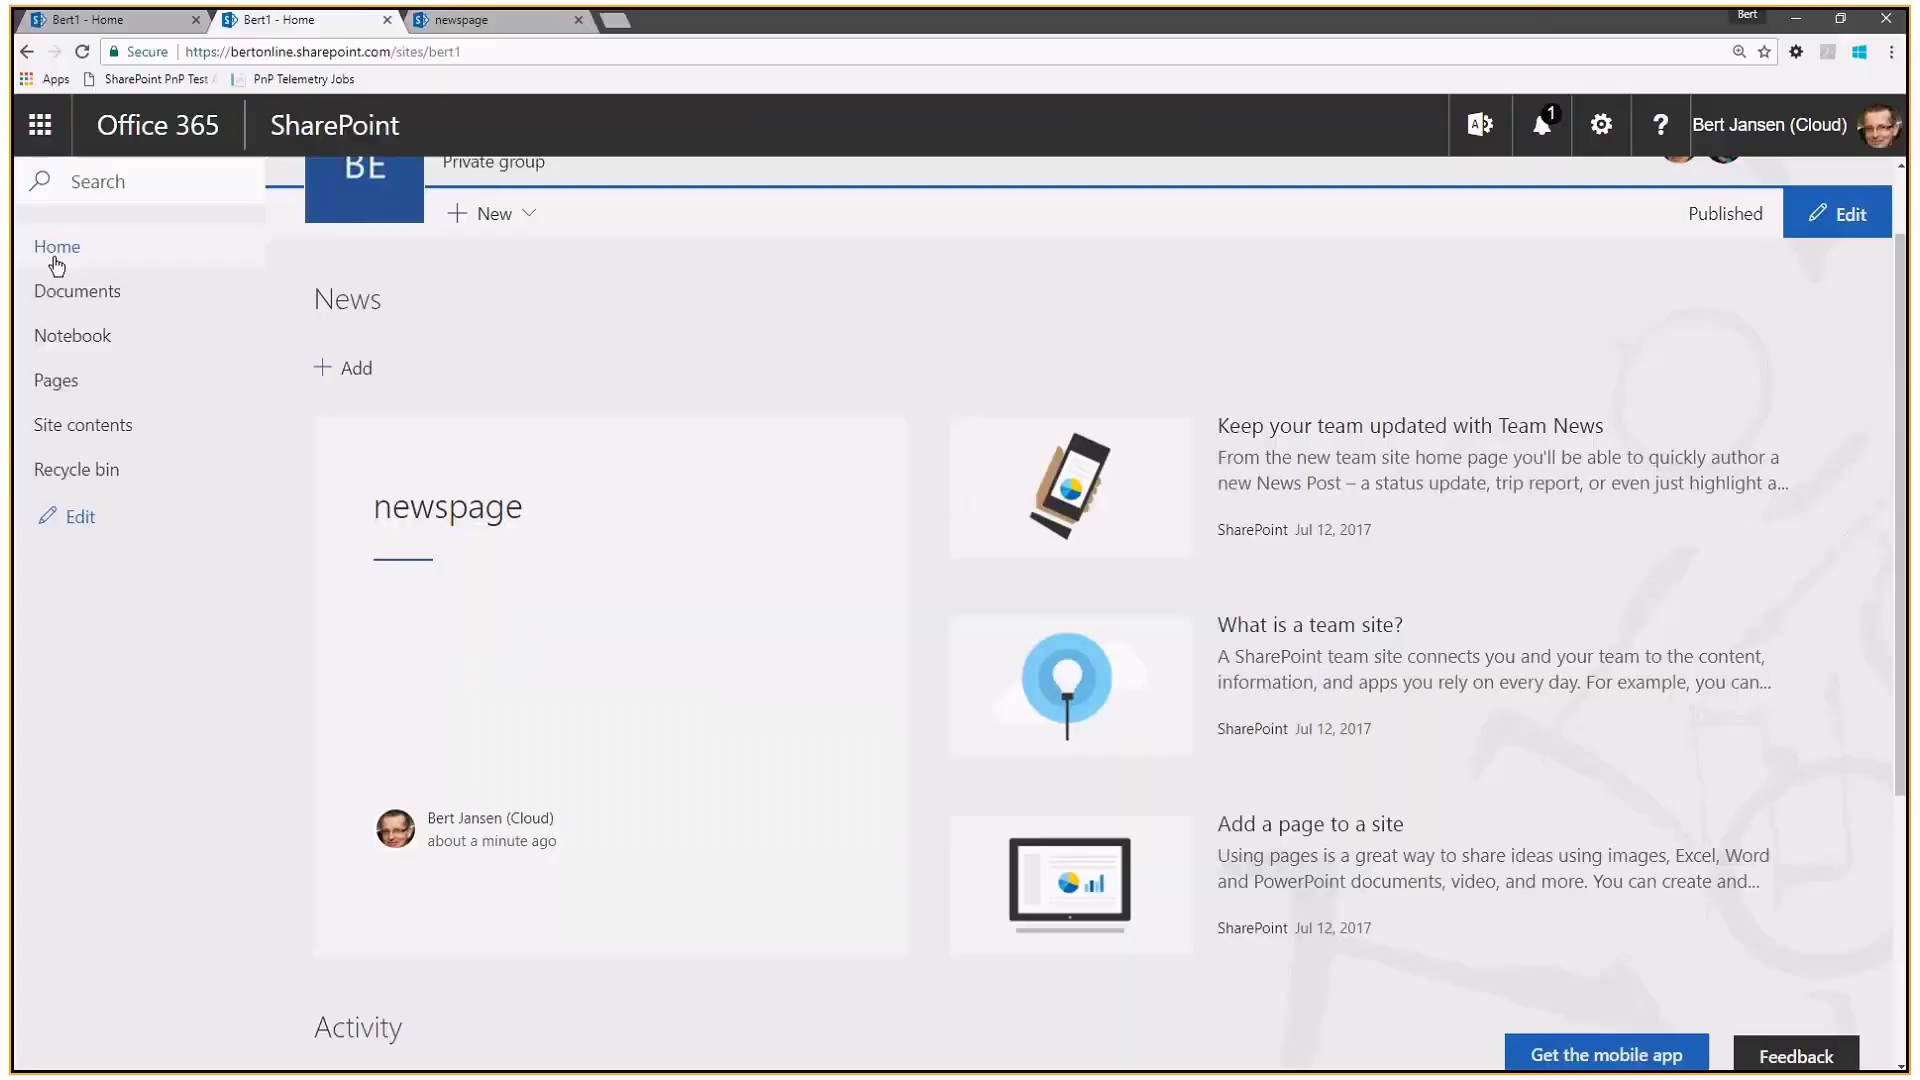 Bert1 - Home
Bert1 - Home
newspage
Bert
Secure
https://bertonline.sharepoint.com/sites/bert1
Apps
SharePoint PnP Test
PnP Telemetry Jobs
Office 365
SharePoint
1
?
Bert Jansen (Cloud)
Search
BE
Private group
New
Published
Edit
Home
Documents
Notebook
Pages
Site contents
Recycle bin
Edit
News
Add
newspage
Bert Jansen (Cloud)
about a minute ago
Keep your team updated with Team News
From the new team site home page you'll be able to quickly author a
new News Post – a status update, trip report, or even just highlight a...
SharePoint Jul 12, 2017
What is a team site?
A SharePoint team site connects you and your team to the content,
information, and apps you rely on every day. For example, you can...
SharePoint Jul 12, 2017
Add a page to a site
Using pages is a great way to share ideas using images, Excel, Word
and PowerPoint documents, video, and more. You can create and...
SharePoint Jul 12, 2017
Activity
Get the mobile app
Feedback